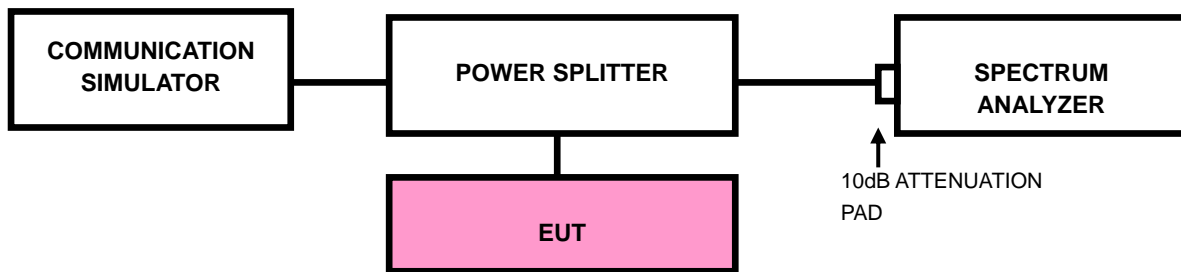 COMMUNICATION
SIMULATOR
POWER SPLITTER
SPECTRUM
ANALYZER
10dB ATTENUATION
PAD
EUT